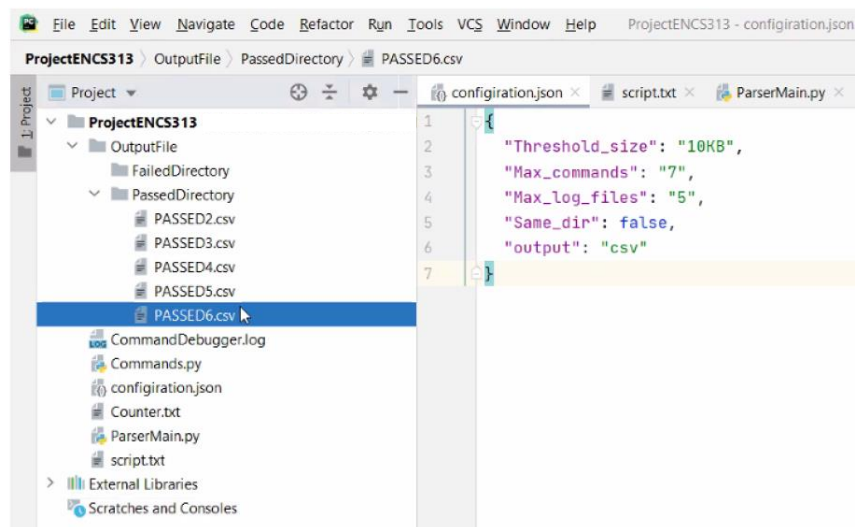 PC File Edit View Navigate Code Refactor Run Tools VCS Window Help ProjectENCS313 - configiration.json
ProjectENCS313 OutputFile PassedDirectory PASSED6.csv
1: Project
Project
configiration.json script.txt ParserMain.py
ProjectENCS313
OutputFile
FailedDirectory
PassedDirectory
PASSED2.csv
PASSED3.csv
PASSED4.csv
PASSED5.csv
PASSED6.csv
LOG CommandDebugger.log
Commands.py
configiration.json
Counter.txt
ParserMain.py
script.txt
External Libraries
Scratches and Consoles
1 {
2 "Threshold_size": "10KB",
3 "Max_commands": "7",
4 "Max_log_files": "5",
5 "Same_dir": false,
6 "output": "csv"
7 }